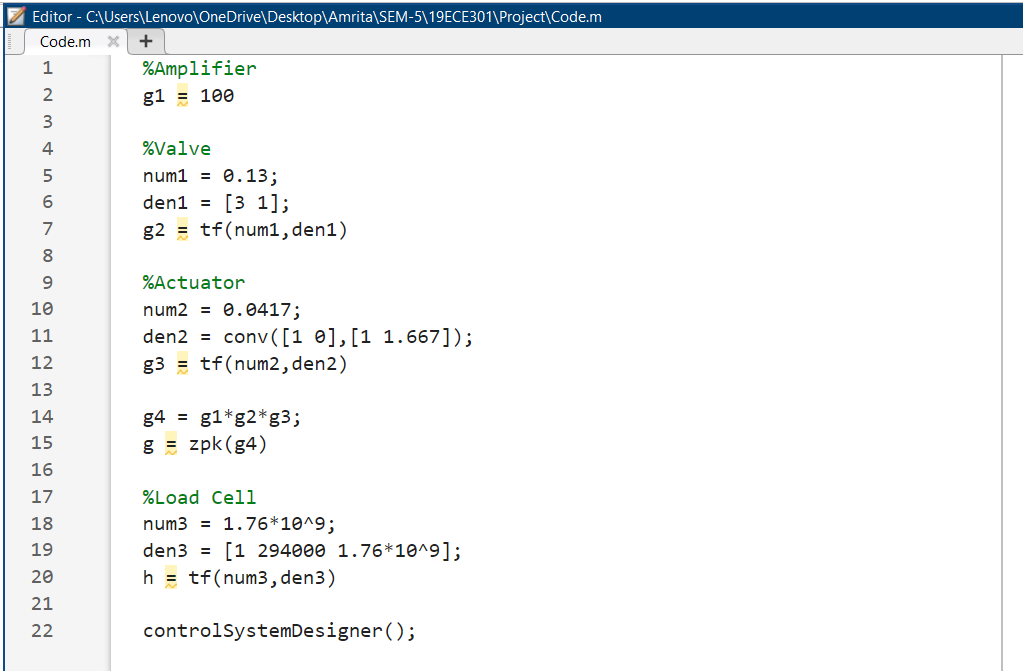 Editor - C:\Users\Lenovo\OneDrive\Desktop\Amrita\SEM-5\19ECE301\Project\Code.m
Code.m × +
1 %Amplifier
2 g1 = 100
3
4 %Valve
5 num1 = 0.13;
6 den1 = [3 1];
7 g2 = tf(num1,den1)
8
9 %Actuator
10 num2 = 0.0417;
11 den2 = conv([1 0],[1 1.667]);
12 g3 = tf(num2,den2)
13
14 g4 = g1*g2*g3;
15 g = zpk(g4)
16
17 %Load Cell
18 num3 = 1.76*10^9;
19 den3 = [1 294000 1.76*10^9];
20 h = tf(num3,den3)
21
22 controlSystemDesigner();